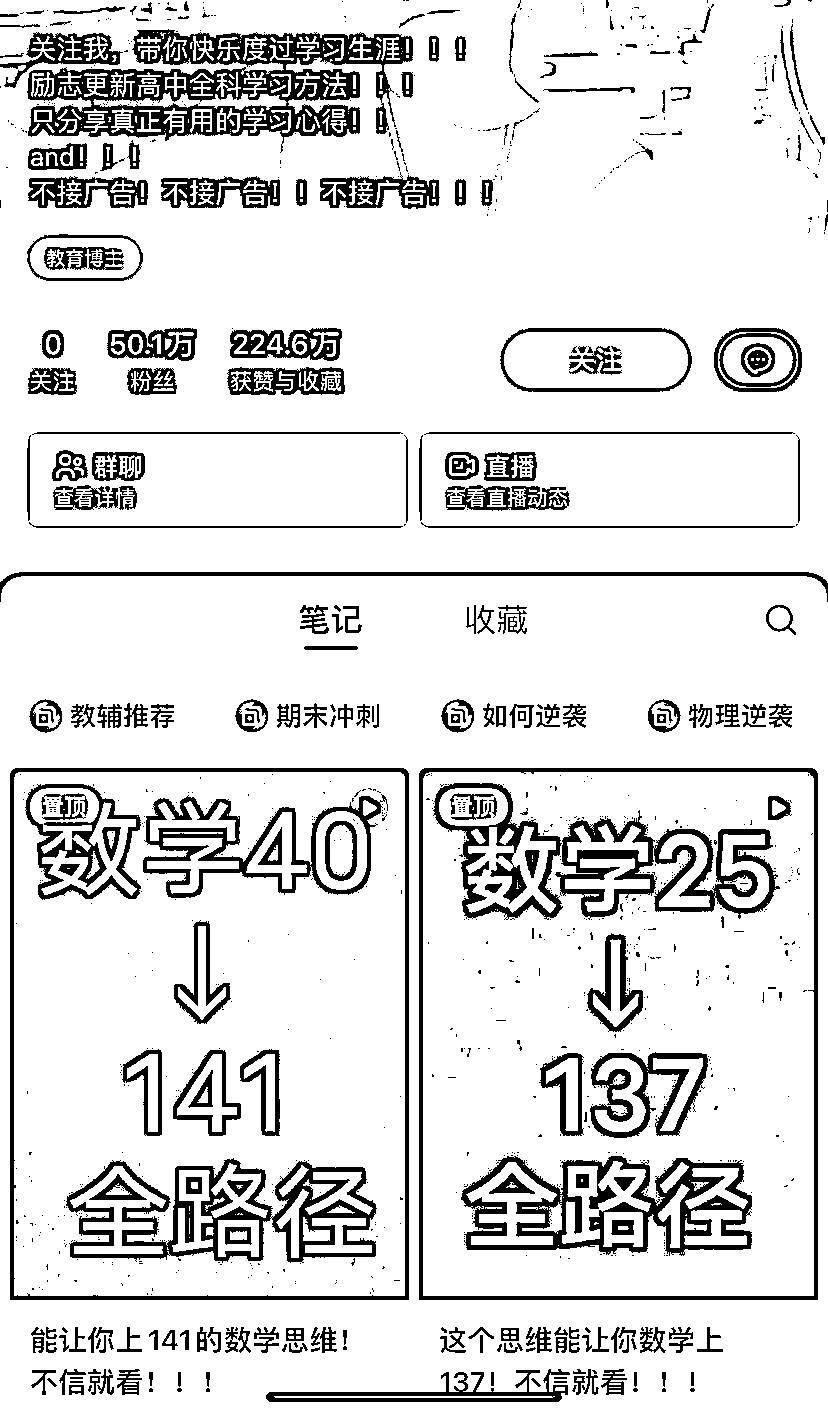 关注我，带你快乐度过学习生涯！！！
励志更新高中全科学习方法！！！
只分享真正有用的学习心得！！
and！！！
不接广告！不接广告！！不接广告！！！
教育博主
0 50.1万 224.6万
关注 粉丝 获赞与收藏
关注
群聊 直播
查看详情 查看直播动态
笔记 收藏
教辅推荐 期末冲刺 如何逆袭 物理逆袭
置顶
数学40
↓
141
全路径
能让你上141的数学思维！
不信就看！！！
置顶
数学25
↓
137
全路径
这个思维能让你数学上
137！不信就看！！！